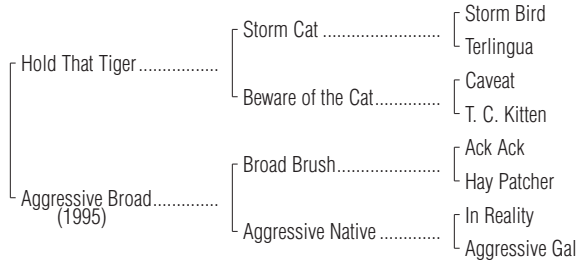 Storm Bird
Storm Cat
Terlingua
Hold That Tiger
Caveat
Beware of the Cat
T. C. Kitten
Ack Ack
Broad Brush
Hay Patcher
Aggressive Broad
(1995)
In Reality
Aggressive Native
Aggressive Gal